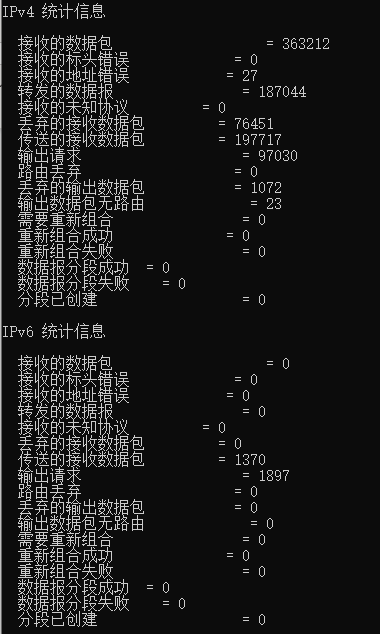 IPv4 统计信息
接收的数据包 = 363212
接收的标头错误 = 0
接收的地址错误 = 27
转发的数据报 = 187044
接收的未知协议 = 0
丢弃的接收数据包 = 76451
传送的接收数据包 = 197717
输出请求 = 97030
路由丢弃 = 0
丢弃的输出数据包 = 1072
输出数据包无路由 = 23
需要重新组合 = 0
重新组合成功 = 0
重新组合失败 = 0
数据报分段成功 = 0
数据报分段失败 = 0
分段已创建 = 0
IPv6 统计信息
接收的数据包 = 0
接收的标头错误 = 0
接收的地址错误 = 0
转发的数据报 = 0
接收的未知协议 = 0
丢弃的接收数据包 = 0
传送的接收数据包 = 1370
输出请求 = 1897
路由丢弃 = 0
丢弃的输出数据包 = 0
输出数据包无路由 = 0
需要重新组合 = 0
重新组合成功 = 0
重新组合失败 = 0
数据报分段成功 = 0
数据报分段失败 = 0
分段已创建 = 0